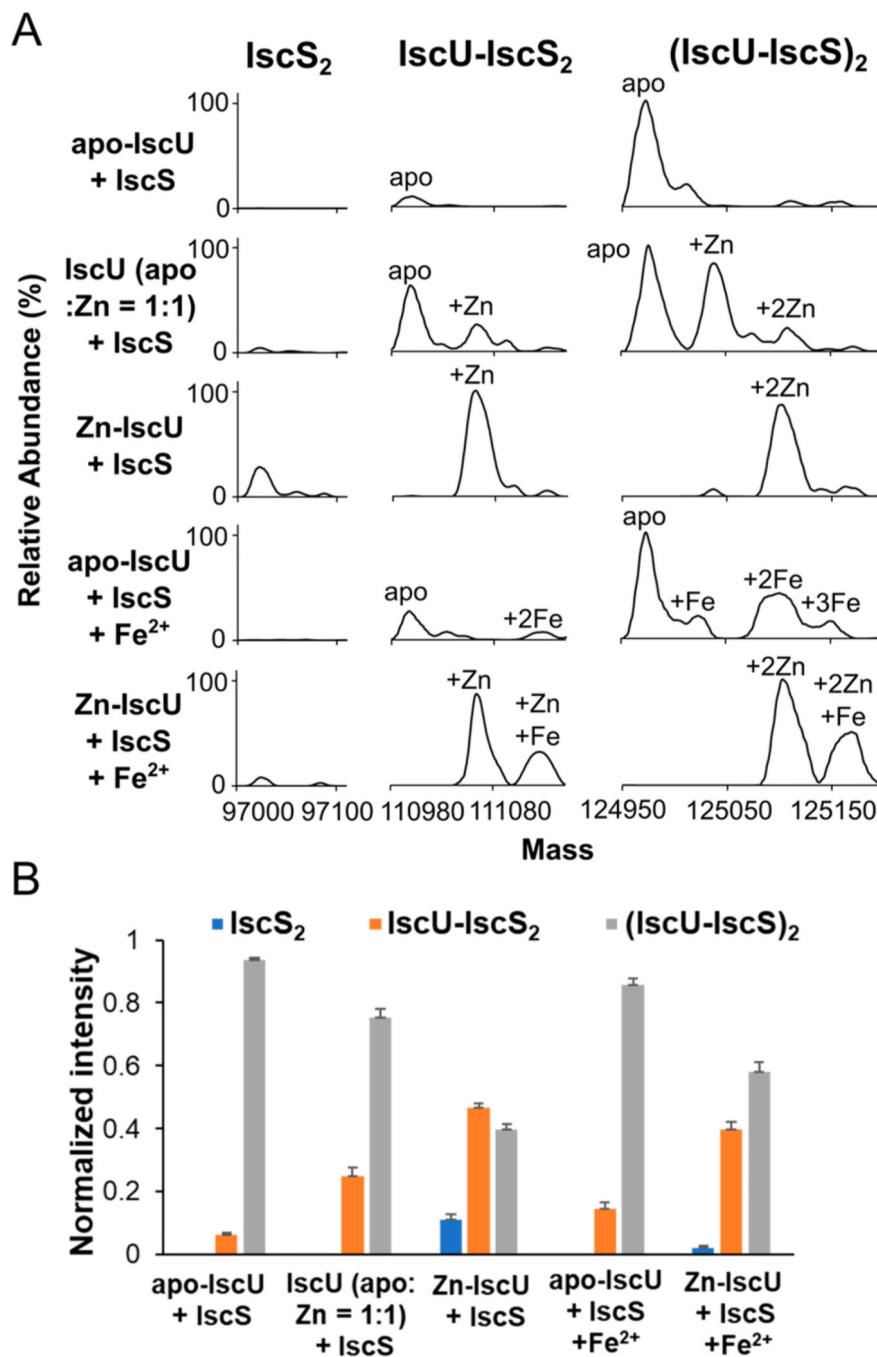 A
IscS₂ IscU-IscS₂ (IscU-IscS)₂
Relative Abundance (%)
apo-IscU
+ IscS
100
0
apo
apo
IscU (apo
:Zn = 1:1)
+ IscS
100
0
apo
+Zn
apo
+Zn
+2Zn
Zn-IscU
+ IscS
100
0
+Zn
+2Zn
apo-IscU
+ IscS
+ Fe²⁺
100
0
apo
+2Fe
apo
+Fe
+2Fe
+3Fe
Zn-IscU
+ IscS
+ Fe²⁺
100
0
+Zn
+Zn
+Fe
+2Zn
+2Zn
+Fe
97000 97100 110980 111080 124950 125050 125150
Mass
B
IscS₂ IscU-IscS₂ (IscU-IscS)₂
Normalized intensity
1
0.8
0.6
0.4
0.2
0
apo-IscU
+ IscS
IscU (apo:
Zn = 1:1)
+ IscS
Zn-IscU
+ IscS
apo-IscU
+ IscS
+Fe²⁺
Zn-IscU
+ IscS
+Fe²⁺